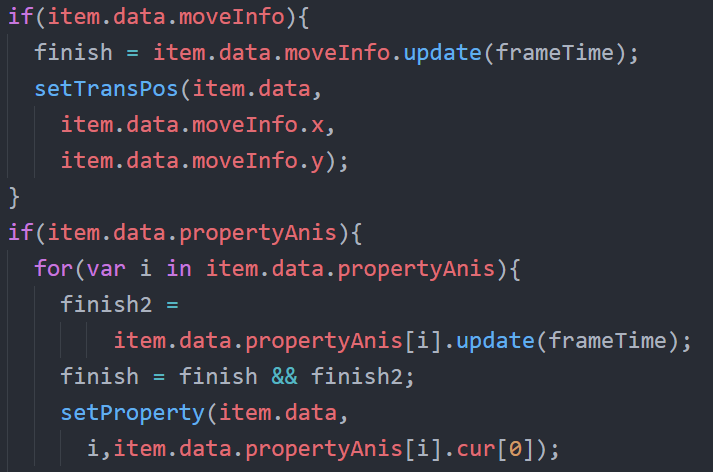 if(item.data.moveInfo){
finish = item.data.moveInfo.update(frameTime);
setTransPos(item.data,
item.data.moveInfo.x,
item.data.moveInfo.y);
}
if(item.data.propertyAnis){
for(var i in item.data.propertyAnis){
finish2 =
item.data.propertyAnis[i].update(frameTime);
finish = finish && finish2;
setProperty(item.data,
i,item.data.propertyAnis[i].cur[0]);